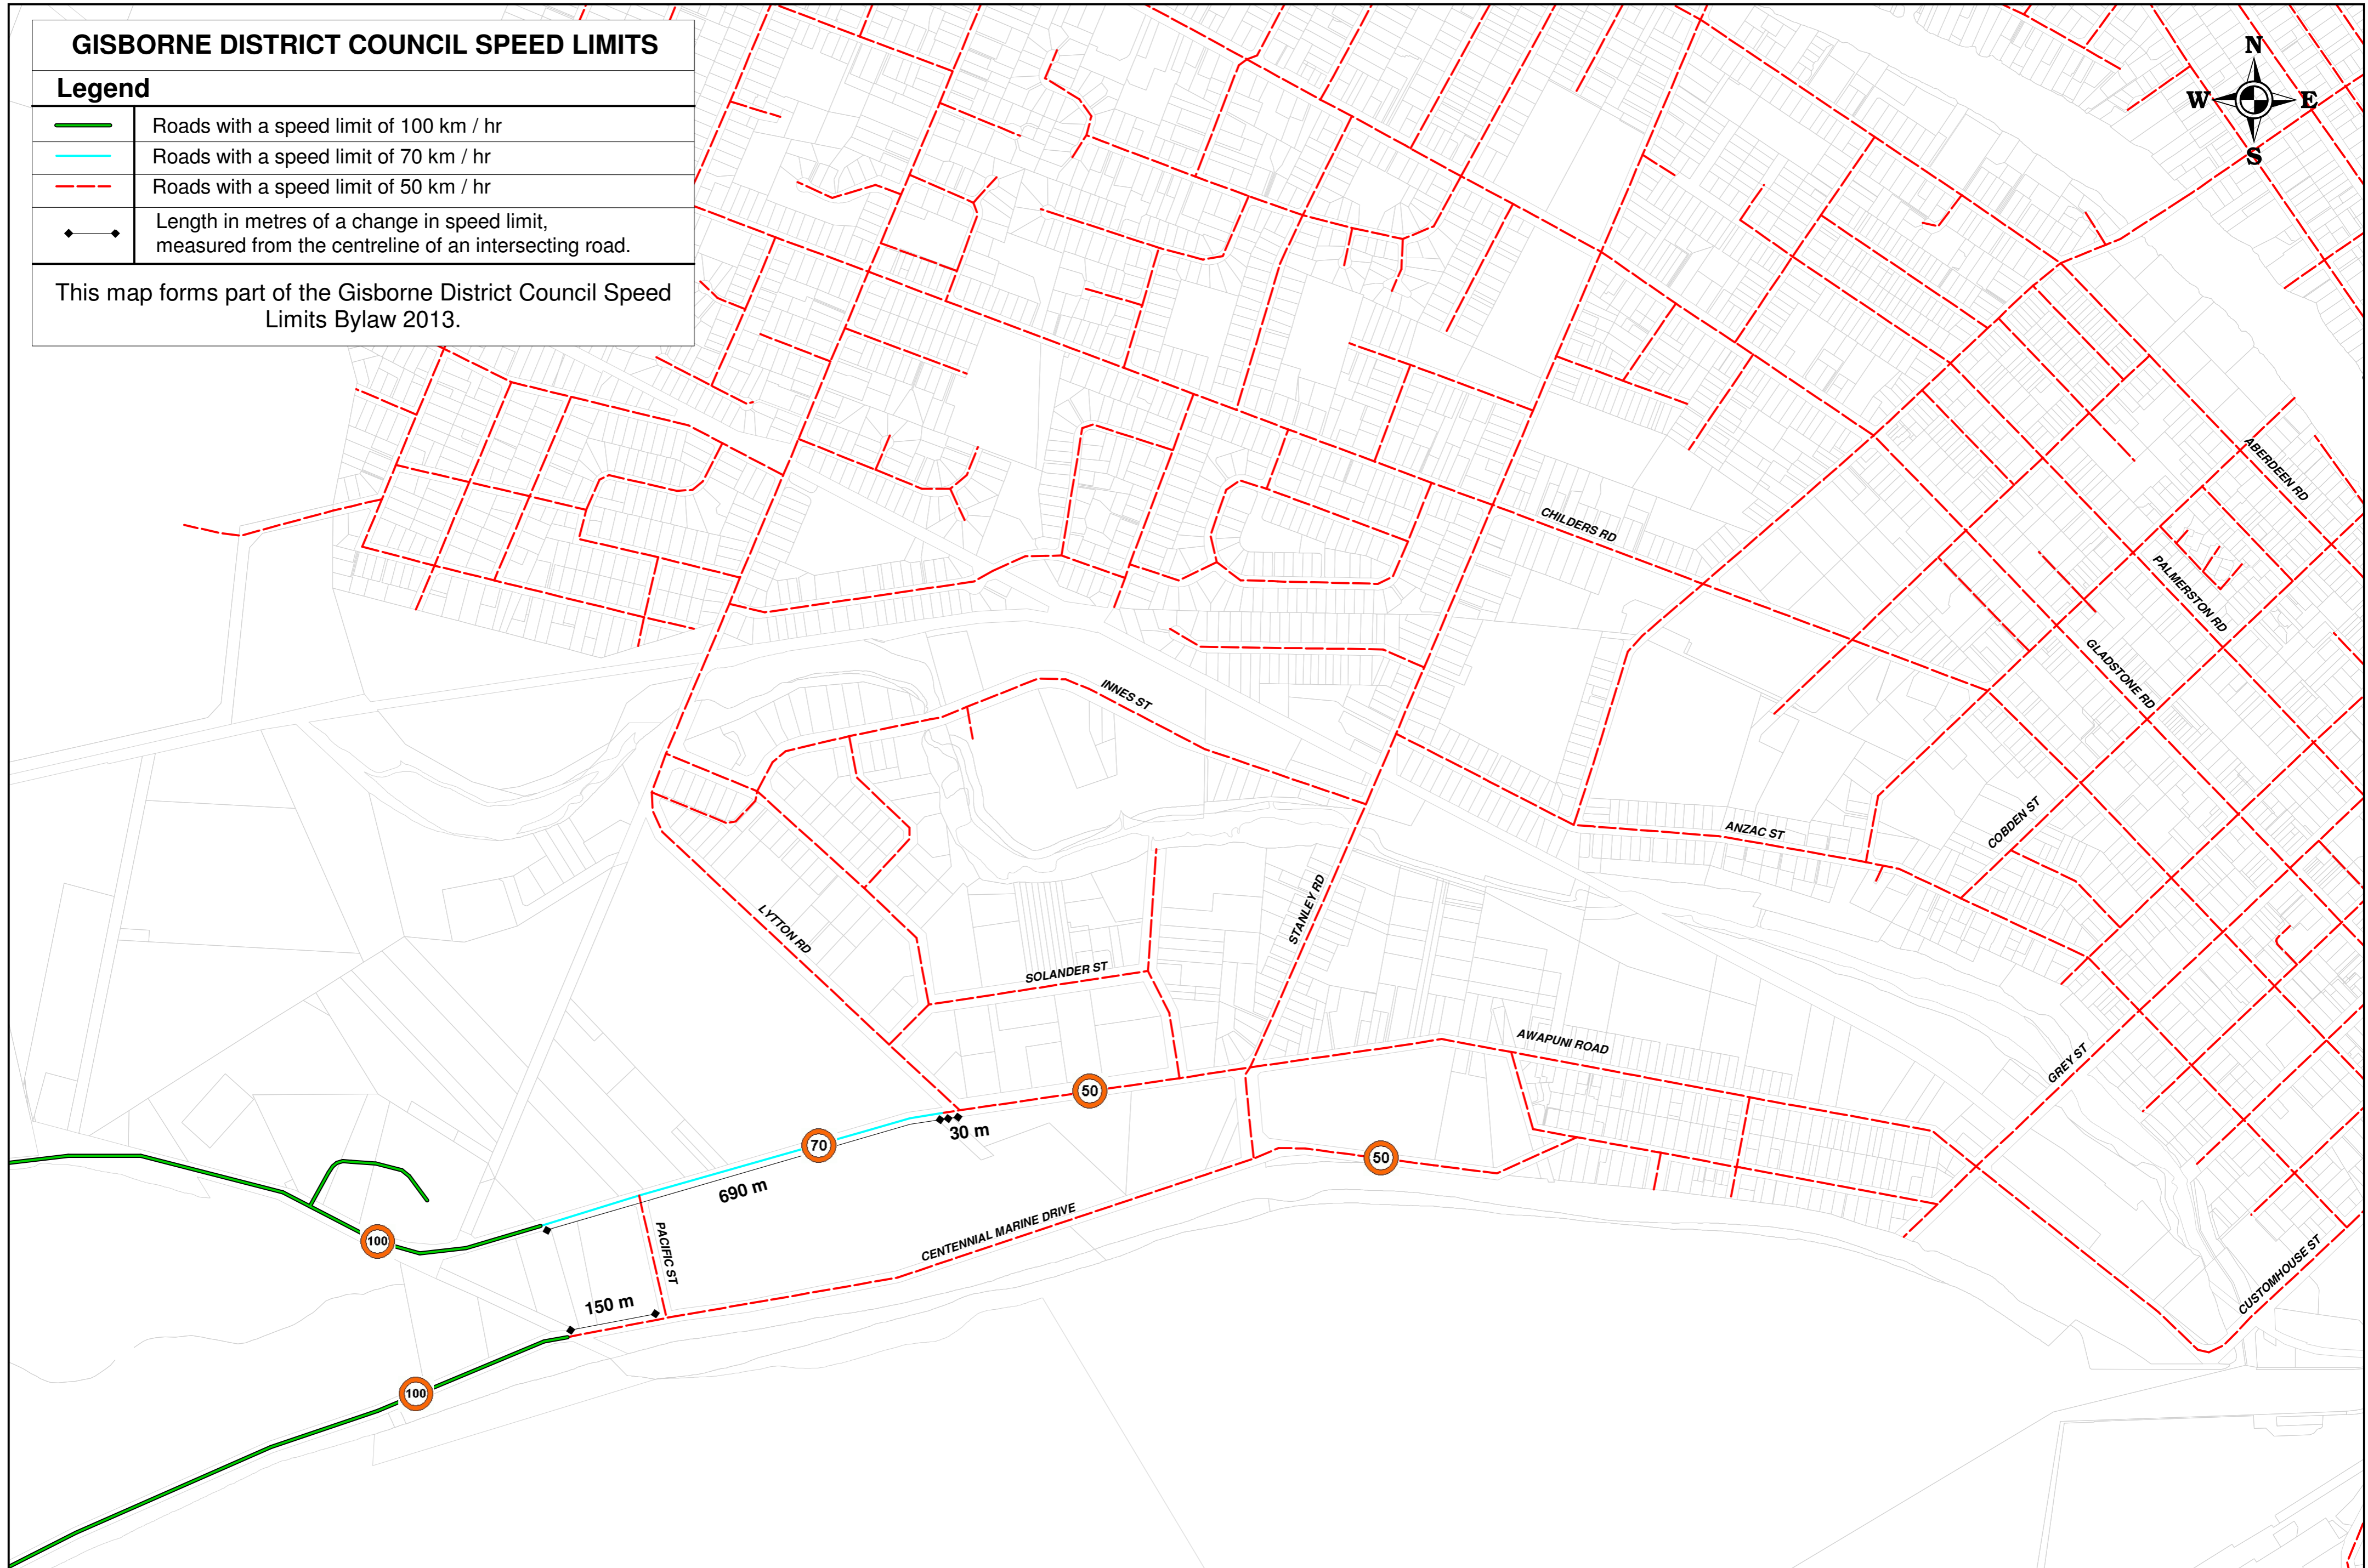 GISBORNE DISTRICT COUNCIL SPEED LIMITS
Legend
Roads with a speed limit of 100 km / hr
Roads with a speed limit of 70 km / hr
Roads with a speed limit of 50 km / hr
Length in metres of a change in speed limit,
measured from the centreline of an intersecting road.
This map forms part of the Gisborne District Council Speed
Limits Bylaw 2013.
N
W
E
S
ABERDEEN RD
CHILDERS RD
PALMERSTON RD
GLADSTONE RD
INNES ST
ANZAC ST
COBDEN ST
LYTTON RD
STANLEY RD
SOLANDER ST
AWAPUNI ROAD
GREY ST
50
30 m
70
50
690 m
PACIFIC ST
CENTENNIAL MARINE DRIVE
100
CUSTOMHOUSE ST
150 m
100